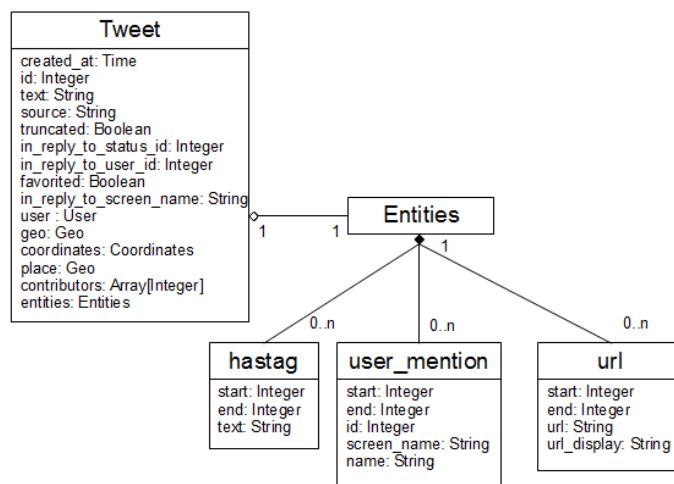 Tweet
created_at: Time
id: Integer
text: String
source: String
truncated: Boolean
in_reply_to_status_id: Integer
in_reply_to_user_id: Integer
favorited: Boolean
in_reply_to_screen_name: String
user : User
geo: Geo
coordinates: Coordinates
place: Geo
contributors: Array[Integer]
entities: Entities
1
1
Entities
1
0..n
0..n
0..n
hastag
start: Integer
end: Integer
text: String
user_mention
start: Integer
end: Integer
id: Integer
screen_name: String
name: String
url
start: Integer
end: Integer
url: String
url_display: String